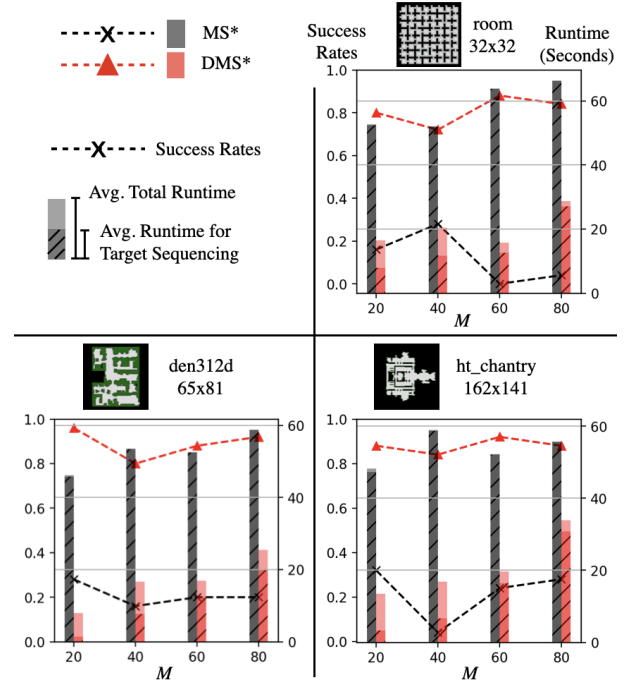 MS*
DMS*
Success Rates
Avg. Total Runtime
Avg. Runtime for
Target Sequencing
Success
Rates
room
32x32
Runtime
(Seconds)
1.0
0.8
0.6
0.4
0.2
0.0
60
40
20
0
20
40
60
80
M
den312d
65x81
1.0
0.8
0.6
0.4
0.2
0.0
60
40
20
0
20
40
60
80
M
ht_chantry
162x141
1.0
0.8
0.6
0.4
0.2
0.0
60
40
20
0
20
40
60
80
M